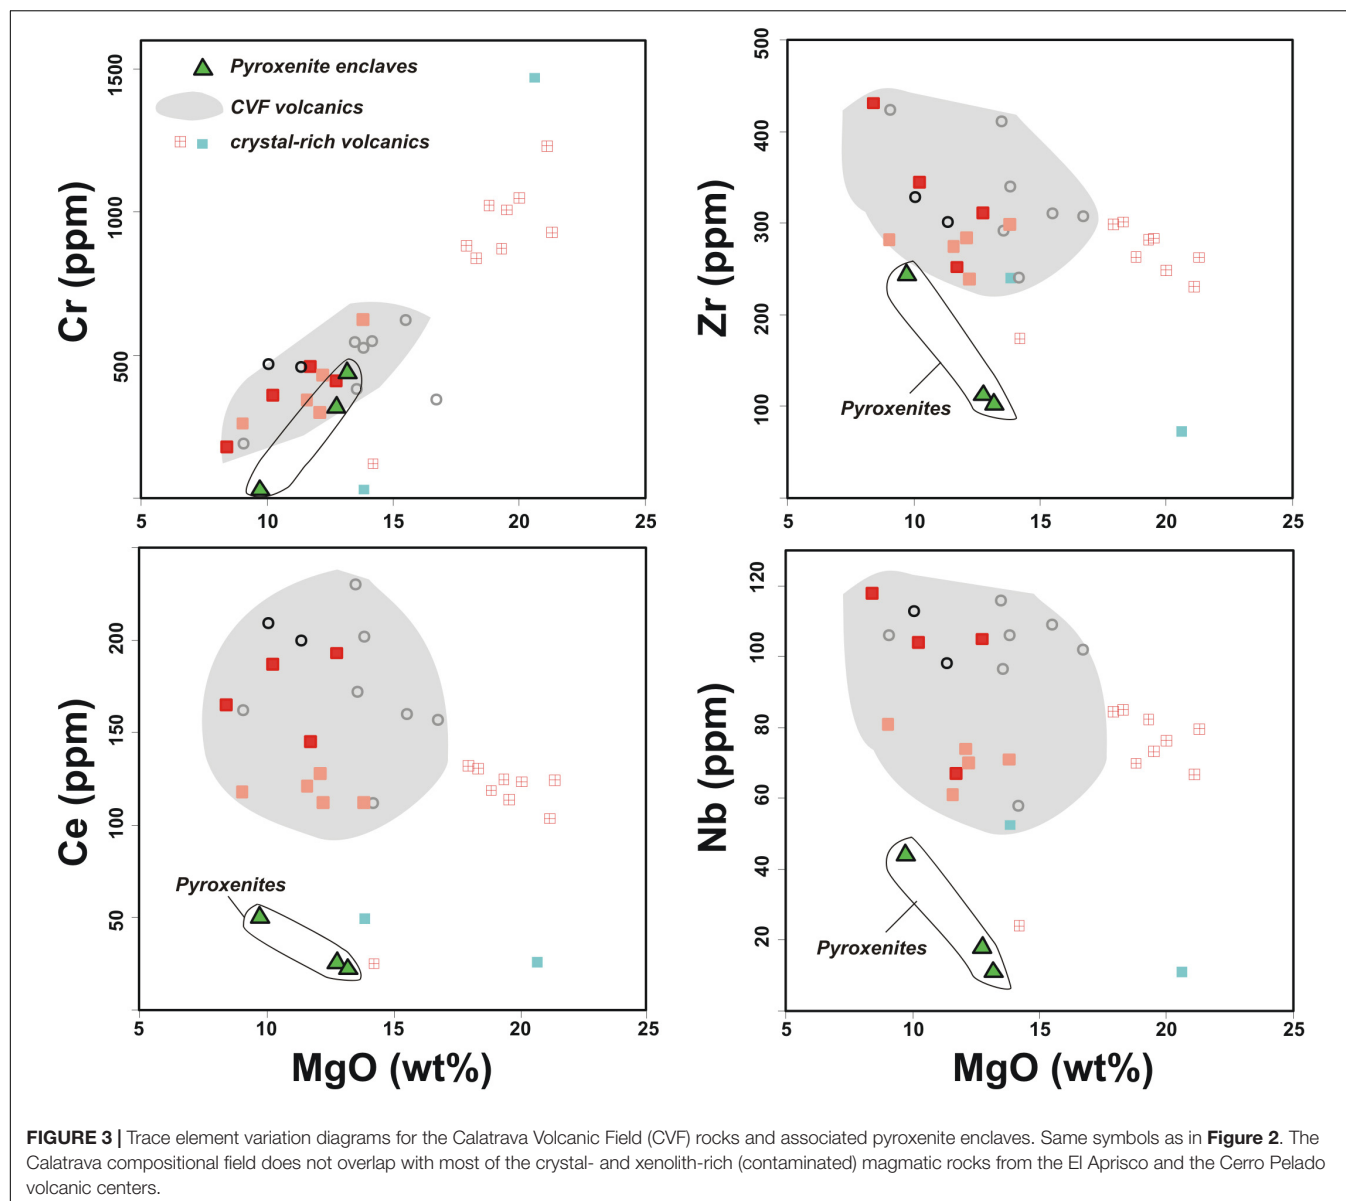 Cr (ppm)
1500
1000
500
Pyroxenite enclaves
CVF volcanics
crystal-rich volcanics
5 10 15 20 25
Zr (ppm)
500
400
300
200
100
Pyroxenites
5 10 15 20 25
Ce (ppm)
200
150
100
50
Pyroxenites
5 10 15 20 25
MgO (wt%)
Nb (ppm)
120
100
80
60
40
20
Pyroxenites
5 10 15 20 25
MgO (wt%)
FIGURE 3 | Trace element variation diagrams for the Calatrava Volcanic Field (CVF) rocks and associated pyroxenite enclaves. Same symbols as in Figure 2. The
Calatrava compositional field does not overlap with most of the crystal- and xenolith-rich (contaminated) magmatic rocks from the El Aprisco and the Cerro Pelado
volcanic centers.